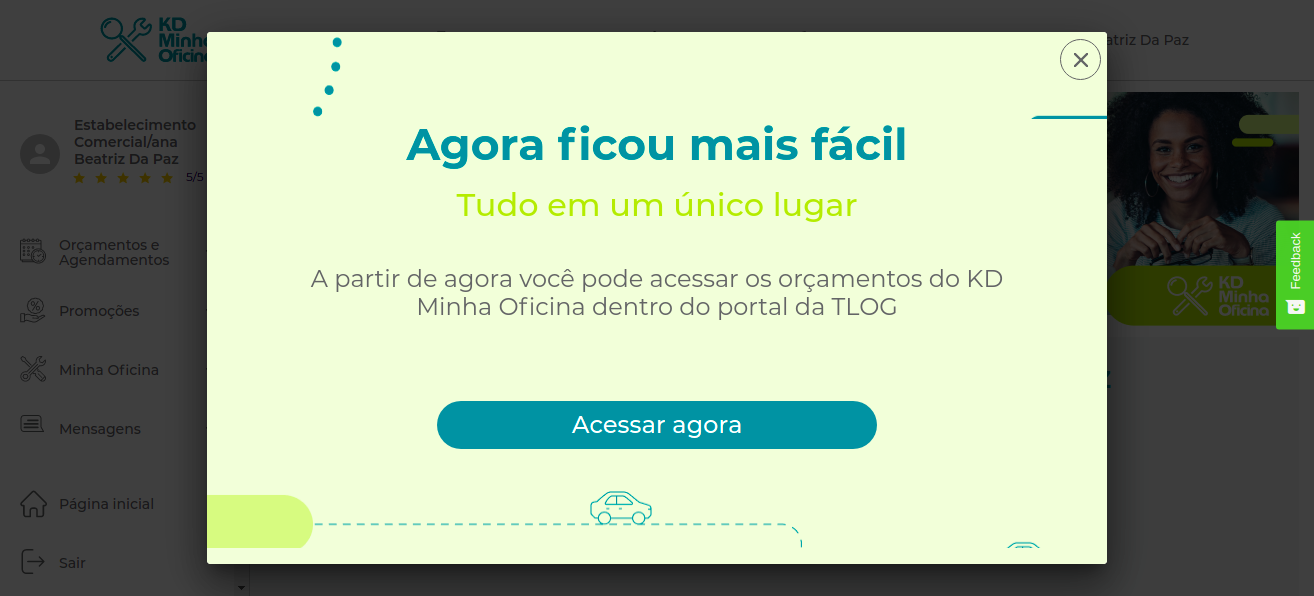 KD
Minha
Oficina
Da Paz
Estabelecimento
Comercial/ana
Beatriz Da Paz
5/5
Orçamentos e
Agendamentos
Promoções
Minha Oficina
Mensagens
Página inicial
Sair
Agora ficou mais fácil
Tudo em um único lugar
A partir de agora você pode acessar os orçamentos do KD
Minha Oficina dentro do portal da TLOG
Acessar agora
KD
Minha
Oficina
Feedback